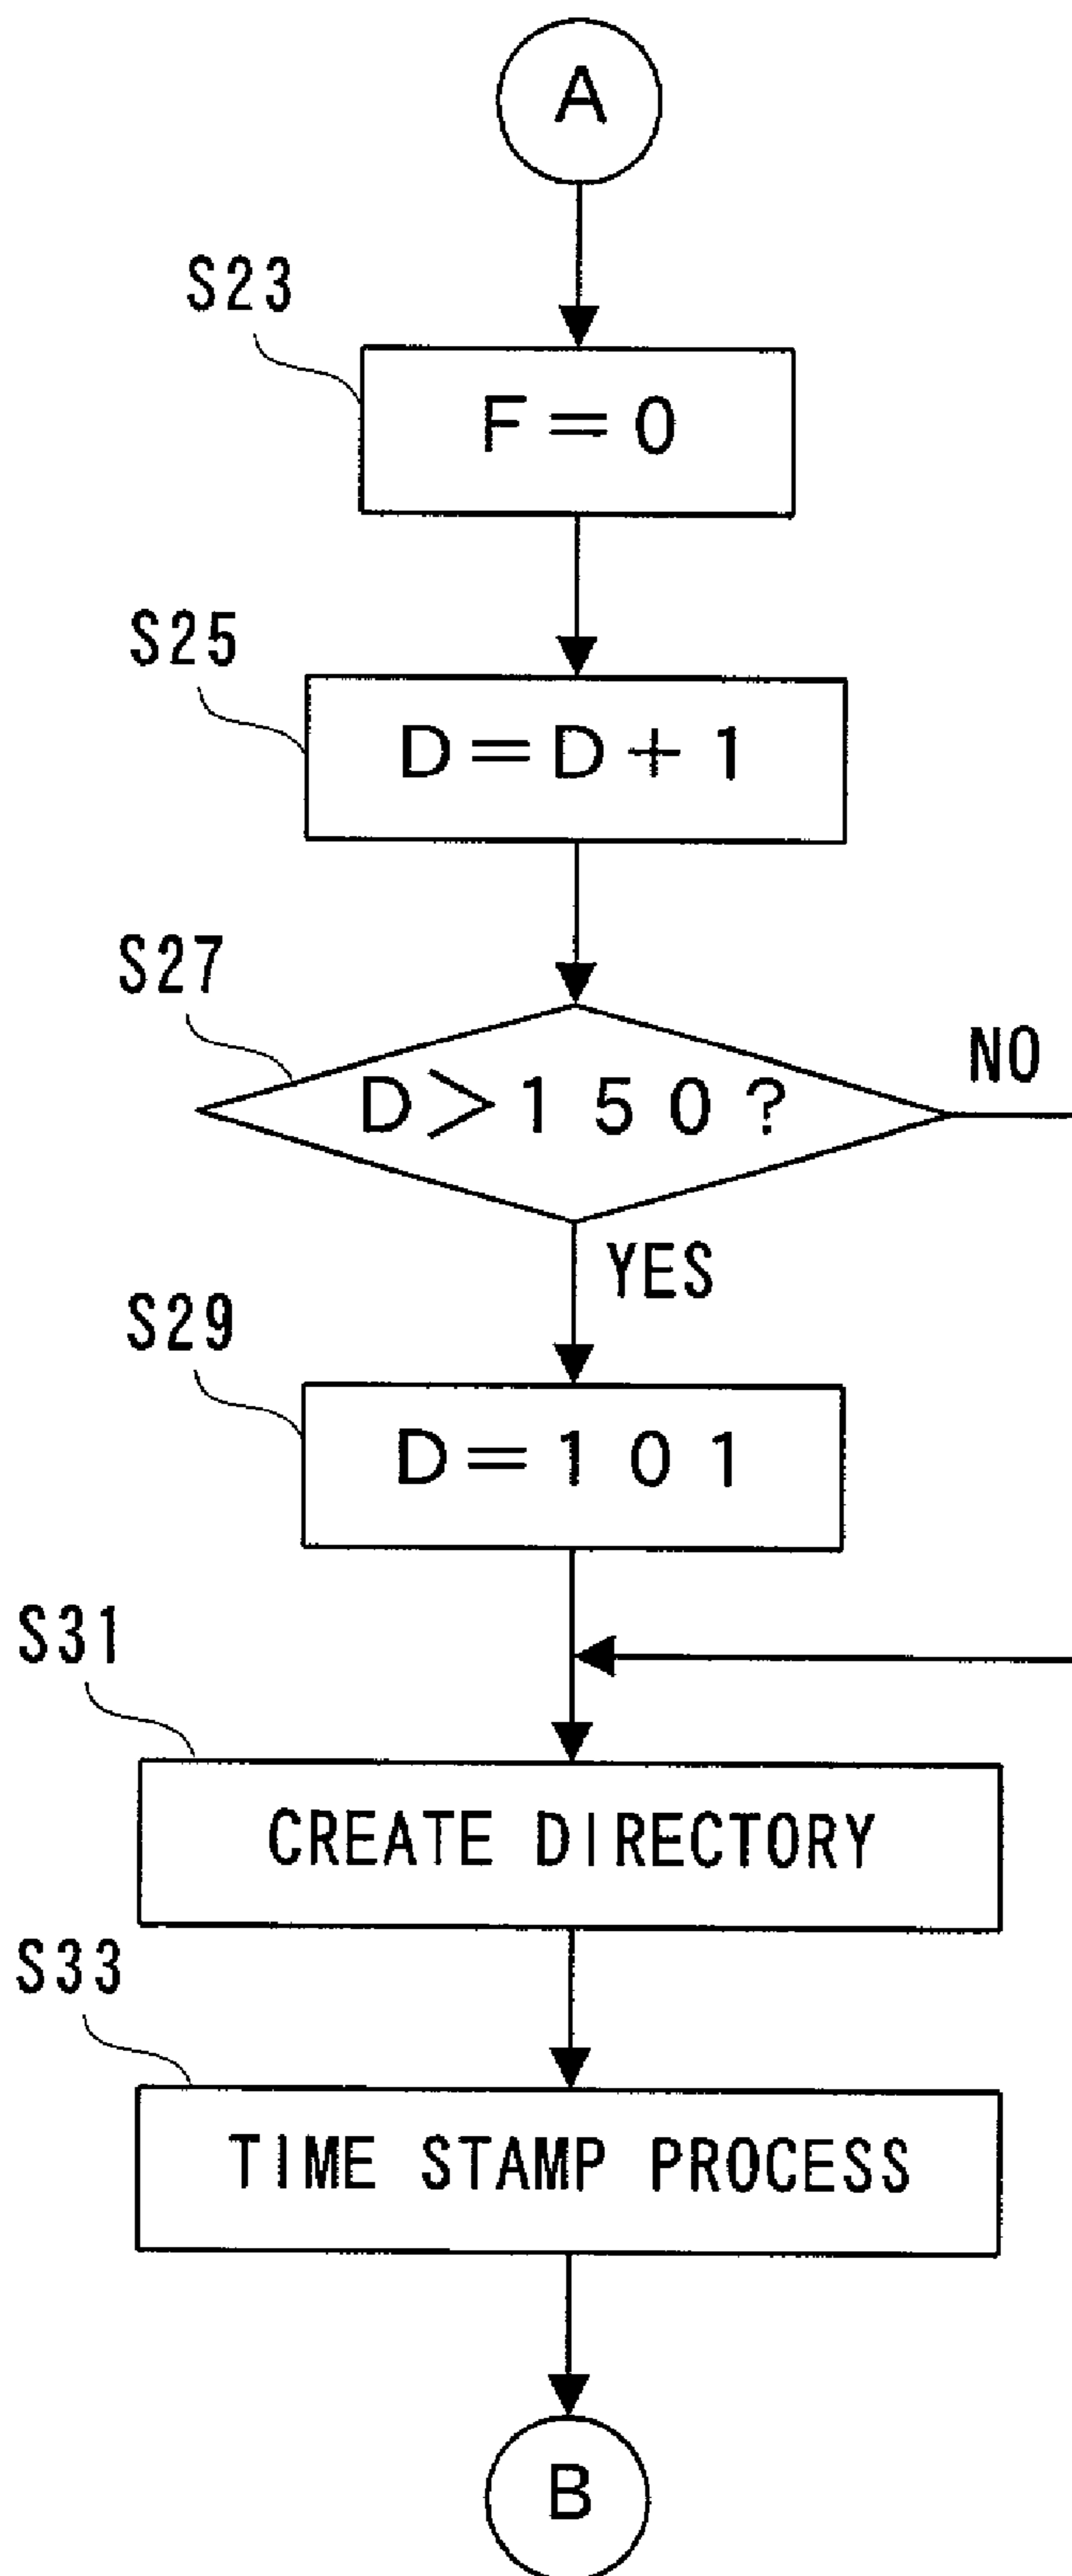 A
S23
F=0
S25
D=D+1
S27
D>150?
NO
YES
S29
D=101
S31
CREATE DIRECTORY
S33
TIME STAMP PROCESS
B